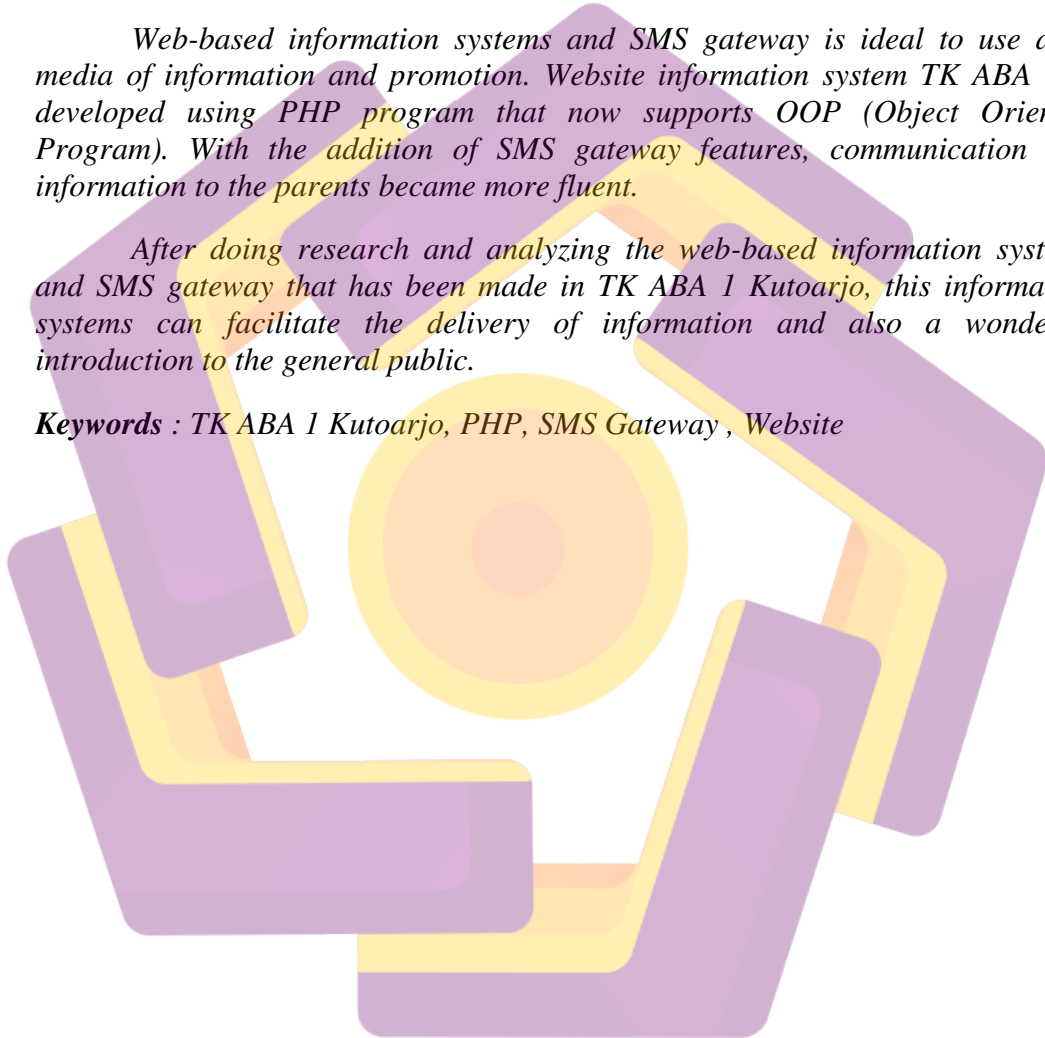 Web-based information systems and SMS gateway is ideal to use a
media of information and promotion. Website information system TK ABA
developed using PHP program that now supports OOP (Object Orien
Program). With the addition of SMS gateway features, communication
information to the parents became more fluent.
After doing research and analyzing the web-based information syst
and SMS gateway that has been made in TK ABA 1 Kutoarjo, this informa
systems can facilitate the delivery of information and also a wonde
introduction to the general public.
Keywords : TK ABA 1 Kutoarjo, PHP, SMS Gateway , Website